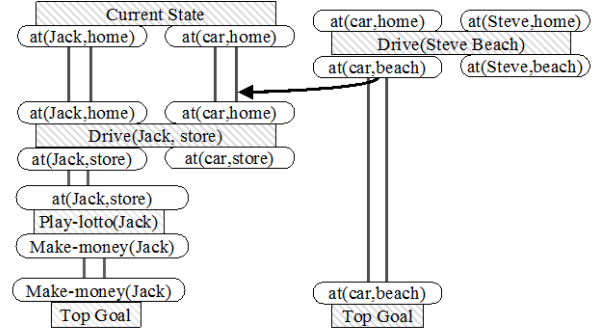 Current State
at(Jack,home) at(car,home)
at(car,home) at(Steve,home)
Drive(Steve Beach)
at(car,beach) at(Steve,beach)
at(Jack,home) at(car,home)
Drive(Jack, store)
at(Jack,store) at(car,store)
at(Jack,store)
Play-lotto(Jack)
Make-money(Jack)
Make-money(Jack)
Top Goal
at(car,beach)
Top Goal